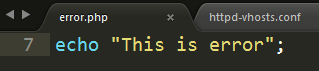 error.php × httpd-vhosts.conf
7 echo "This is error";